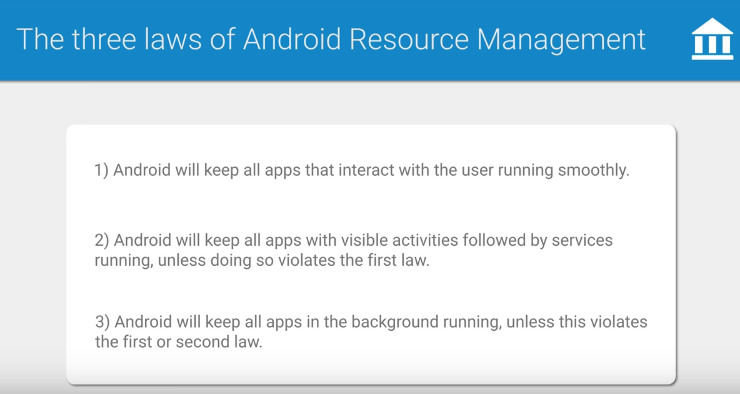 The three laws of Android Resource Management
1) Android will keep all apps that interact with the user running smoothly.
2) Android will keep all apps with visible activities followed by services
running, unless doing so violates the first law.
3) Android will keep all apps in the background running, unless this violates
the first or second law.